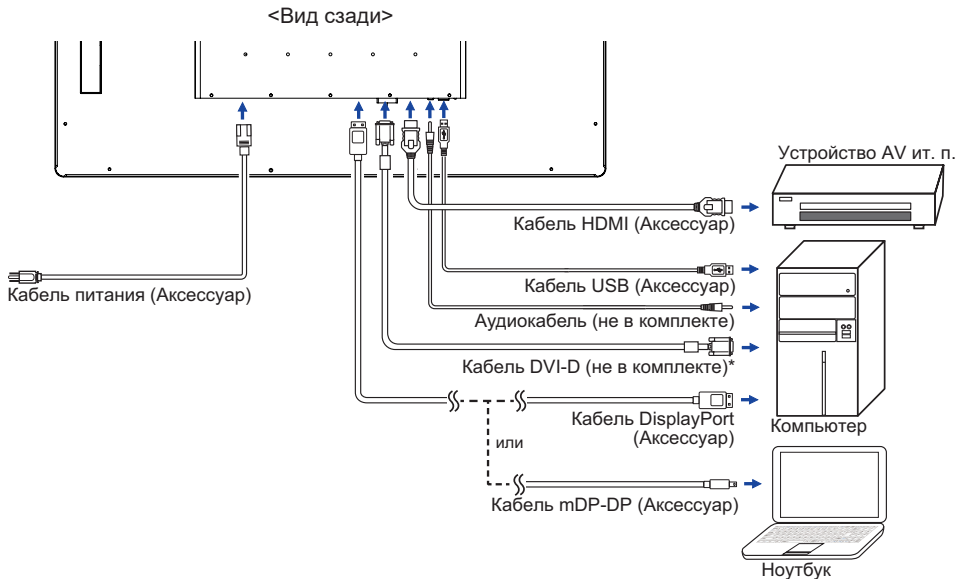 <Вид сзади>
Устройство AV ит. п.
Кабель HDMI (Аксессуар)
Кабель USB (Аксессуар)
Кабель питания (Аксессуар)
Аудиокабель (не в комплекте)
Кабель DVI-D (не в комплекте)*
Кабель DisplayPort
(Аксессуар)
Компьютер
или
Кабель mDP-DP (Аксессуар)
Ноутбук